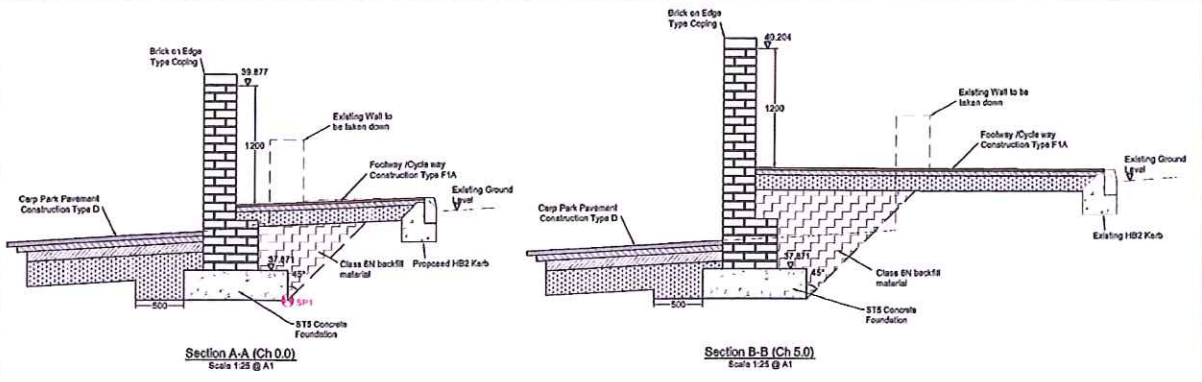 Brick on Edge
Type Coping
39.877
1200
Existing Wall to
be taken down
Footway /Cycle way
Construction Type F1A
Existing Ground
Level
Carp Park Pavement
Construction Type D
37.871
45°
Class 6N backfill
material
Proposed HB2 Kerb
500
SP1
ST5 Concrete
Foundation
Section A-A (Ch 0.0)
Scale 1:25 @ A1
Brick on Edge
Type Coping
40.204
1200
Existing Wall to be
taken down
Footway /Cycle way
Construction Type F1A
Existing Ground
Level
Carp Park Pavement
Construction Type D
37.871
45°
Existing HB2 Kerb
Class 6N backfill
material
500
ST5 Concrete
Foundation
Section B-B (Ch 5.0)
Scale 1:25 @ A1